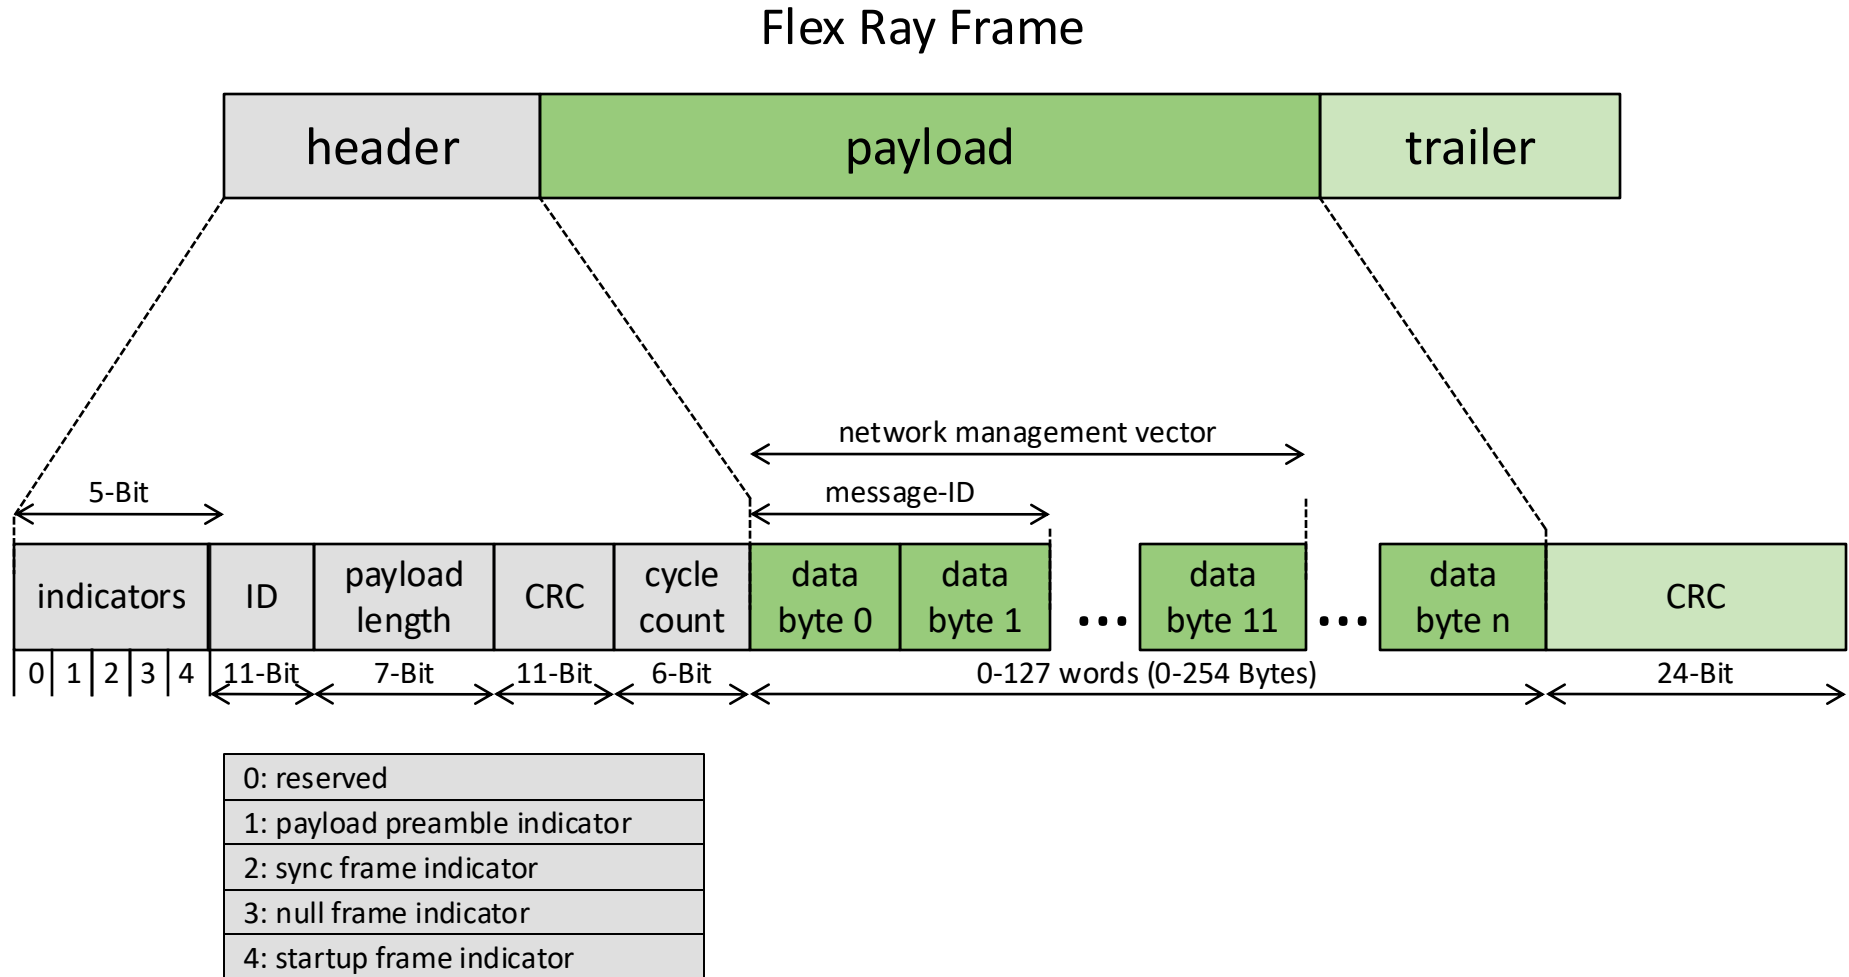 Flex Ray Frame
header payload trailer
network management vector
5-Bit message-ID
indicators ID payload length CRC cycle count data byte 0 data byte 1 ... data byte 11 ... data byte n CRC
0 1 2 3 4 11-Bit 7-Bit 11-Bit 6-Bit 0-127 words (0-254 Bytes) 24-Bit
0: reserved
1: payload preamble indicator
2: sync frame indicator
3: null frame indicator
4: startup frame indicator